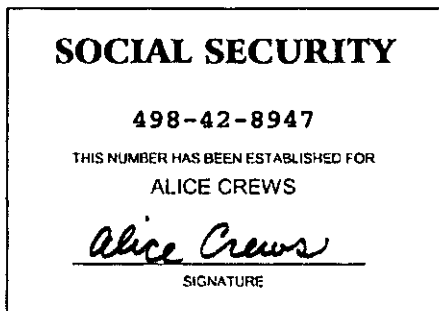 SOCIAL SECURITY
498-42-8947
THIS NUMBER HAS BEEN ESTABLISHED FOR
ALICE CREWS
Alice Crews
SIGNATURE